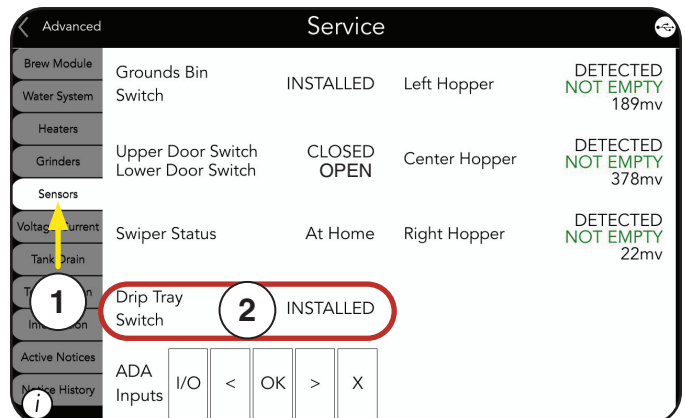 Advanced
Service
Brew Module
Water System
Heaters
Grinders
Sensors
Tank Drain
Active Notices
History
Grounds Bin
Switch
INSTALLED
Left Hopper
DETECTED
NOT EMPTY
189mv
Upper Door Switch
Lower Door Switch
CLOSED
OPEN
Center Hopper
DETECTED
NOT EMPTY
378mv
Swiper Status
At Home
Right Hopper
DETECTED
NOT EMPTY
22mv
Drip Tray
Switch
INSTALLED
ADA
Inputs
I/O
<
OK
>
X
1
2
i